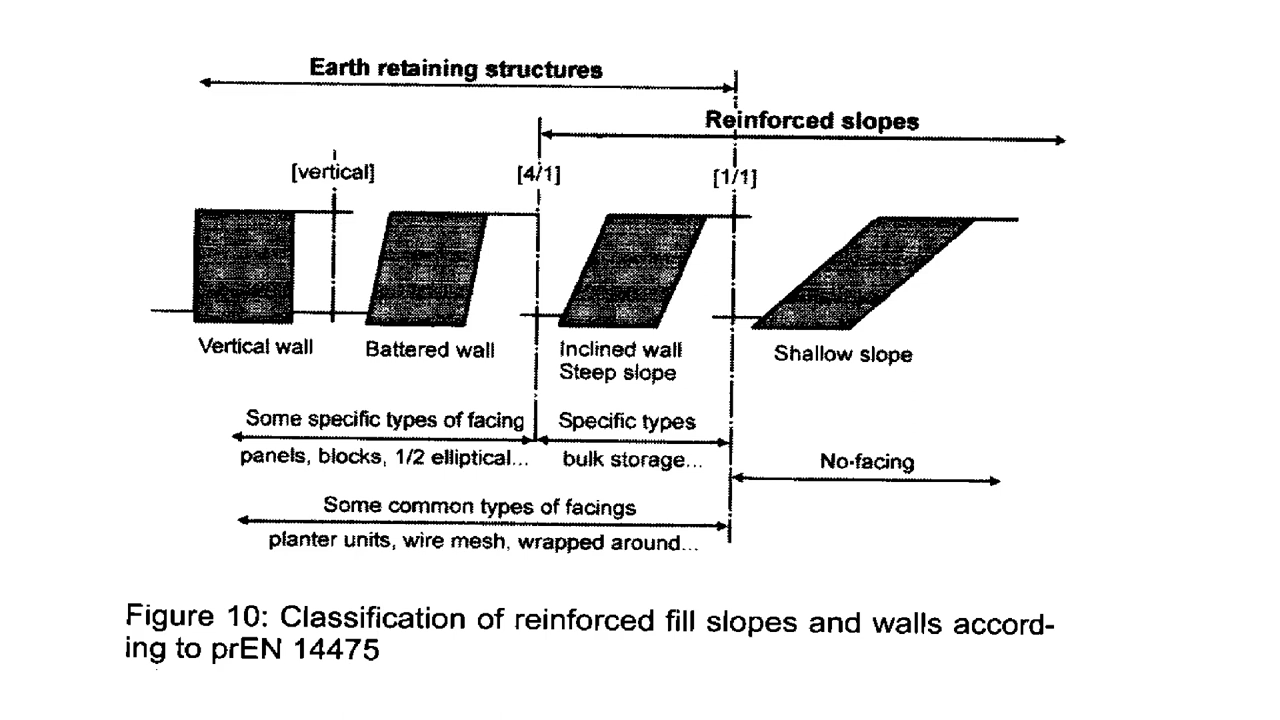 Earth retaining structures
Reinforced slopes
[vertical]
[4/1]
[1/1]
Vertical wall
Battered wall
Inclined wall
Steep slope
Shallow slope
Some specific types of facing
panels, blocks, 1/2 elliptical...
Specific types
bulk storage...
No-facing
Some common types of facings
planter units, wire mesh, wrapped around...
Figure 10: Classification of reinforced fill slopes and walls accord-
ing to prEN 14475